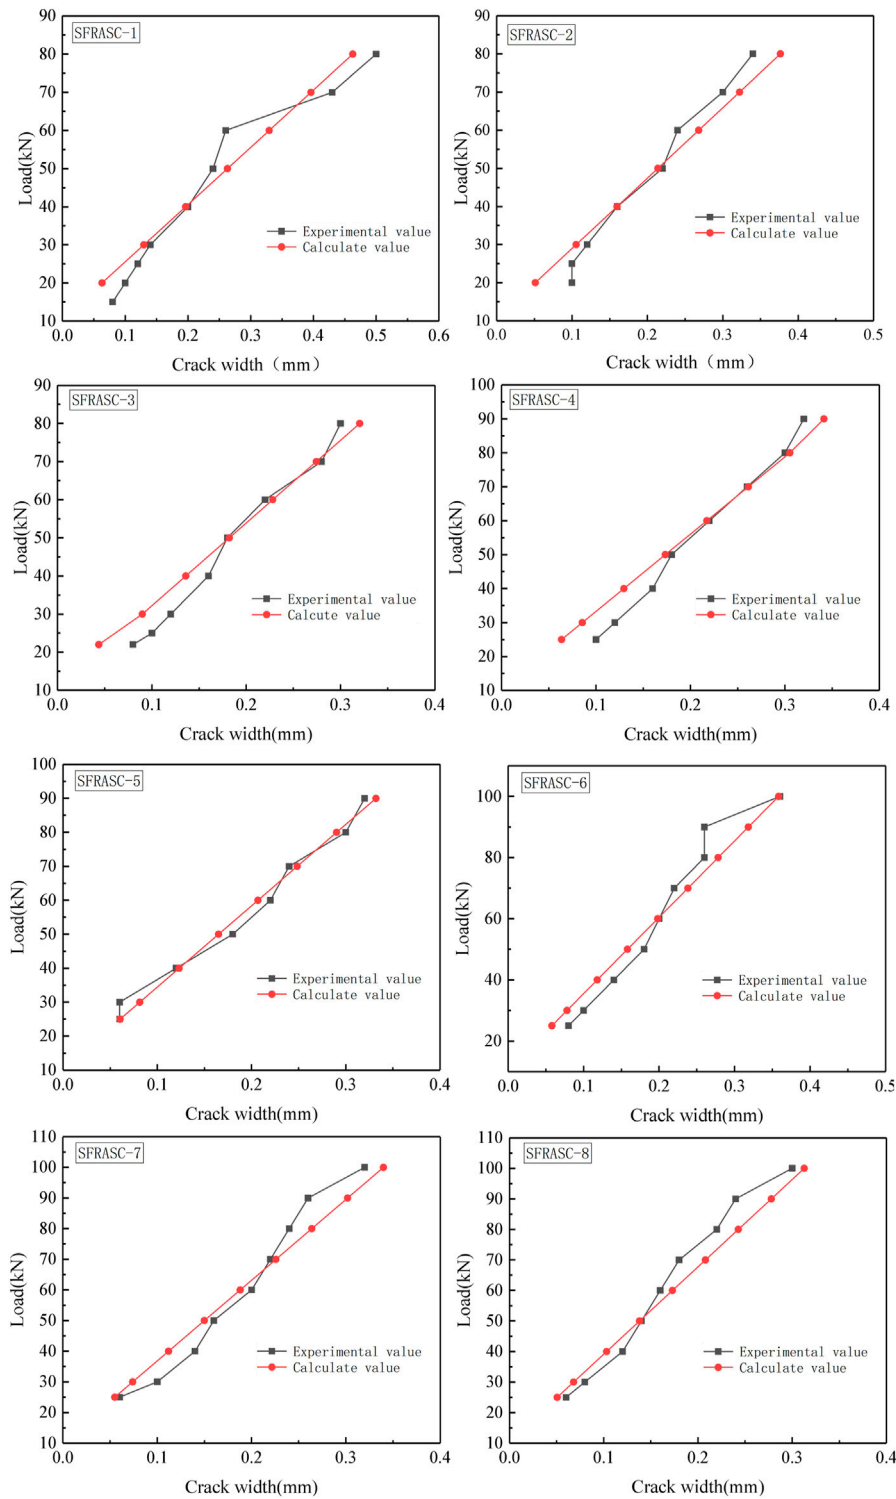 SFRASC-1
90
80
70
60
50
40
30
20
10
Load(kN)
Experimental value
Calculate value
0.0 0.1 0.2 0.3 0.4 0.5 0.6
Crack width（mm）
SFRASC-2
90
80
70
60
50
40
30
20
10
Load(kN)
Experimental value
Calculate value
0.0 0.1 0.2 0.3 0.4 0.5
Crack width（mm）
SFRASC-3
90
80
70
60
50
40
30
20
10
Load(kN)
Experimental value
Calcute value
0.0 0.1 0.2 0.3 0.4
Crack width(mm)
SFRASC-4
100
90
80
70
60
50
40
30
20
10
Load(kN)
Experimental value
Calculate value
0.0 0.1 0.2 0.3 0.4
Crack width(mm)
SFRASC-5
100
90
80
70
60
50
40
30
20
10
Load(kN)
Experimental value
Calculate value
0.0 0.1 0.2 0.3 0.4
Crack width(mm)
SFRASC-6
100
80
60
40
20
Load(kN)
Experimental value
Calculate value
0.0 0.1 0.2 0.3 0.4 0.5
Crack width(mm)
SFRASC-7
110
100
90
80
70
60
50
40
30
20
10
Load(kN)
Experimental value
Calculate value
0.0 0.1 0.2 0.3 0.4
Crack width(mm)
SFRASC-8
110
100
90
80
70
60
50
40
30
20
10
Load(kN)
Experimental value
Calculate value
0.0 0.1 0.2 0.3 0.4
Crack width(mm)